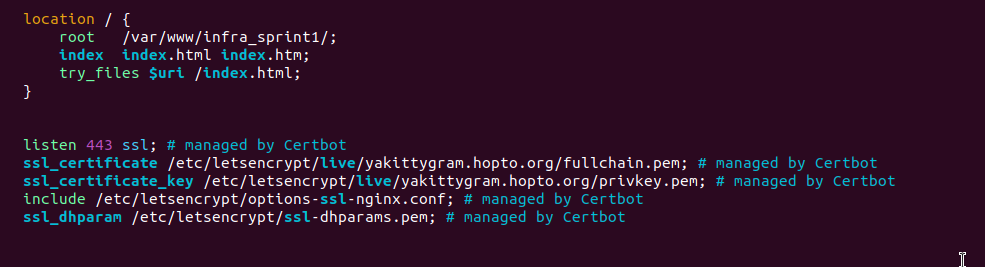 location / {
    root   /var/www/infra_sprint1/;
    index  index.html index.htm;
    try_files $uri /index.html;
}
listen 443 ssl; # managed by Certbot
ssl_certificate /etc/letsencrypt/live/yakittygram.hopto.org/fullchain.pem; # managed by Certbot
ssl_certificate_key /etc/letsencrypt/live/yakittygram.hopto.org/privkey.pem; # managed by Certbot
include /etc/letsencrypt/options-ssl-nginx.conf; # managed by Certbot
ssl_dhparam /etc/letsencrypt/ssl-dhparams.pem; # managed by Certbot